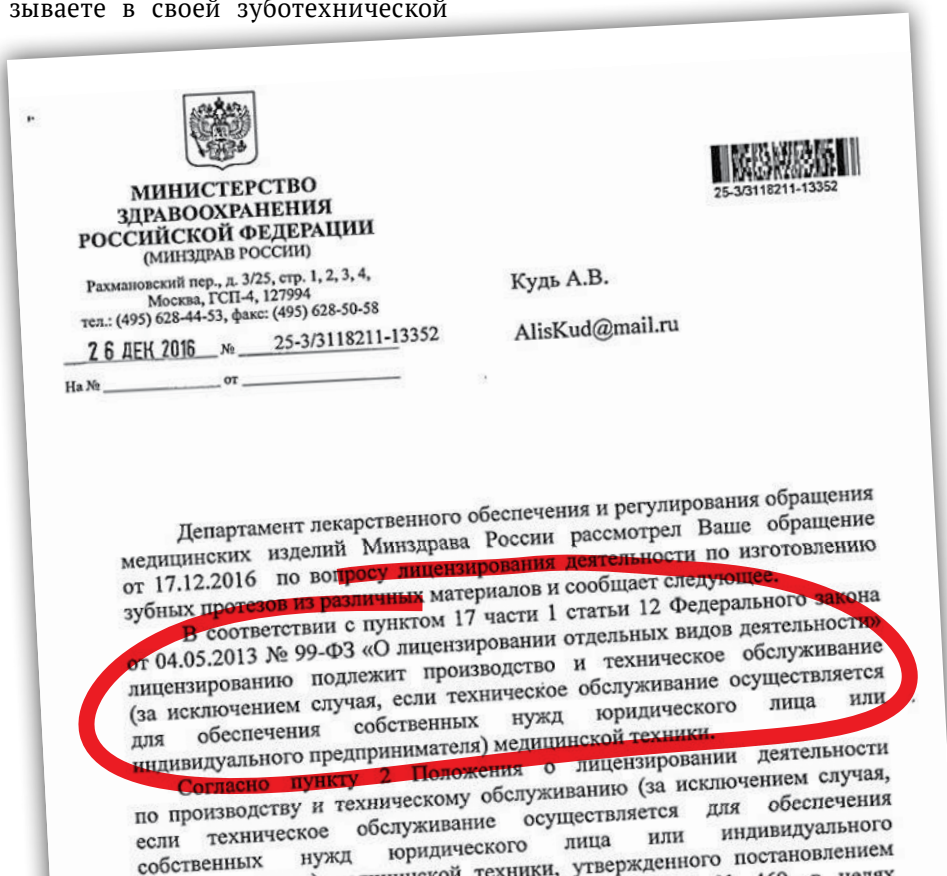 зываете в своей зуботехнической
МИНИСТЕРСТВО
ЗДРАВООХРАНЕНИЯ
РОССИЙСКОЙ ФЕДЕРАЦИИ
(МИНЗДРАВ РОССИИ)
Рахмановский пер., д. 3/25, стр. 1, 2, 3, 4,
Москва, ГСП-4, 127994
тел.: (495) 628-44-53, факс: (495) 628-50-58
26 ДЕК 2016 № 25-3/3118211-13352
На № от
25-3/3118211-13352
Кудь А.В.
AlisKud@mail.ru
Департамент лекарственного обеспечения и регулирования обращения
медицинских изделий Минздрава России рассмотрел Ваше обращение
от 17.12.2016 по вопросу лицензирования деятельности по изготовлению
зубных протезов из различных материалов и сообщает следующее.
В соответствии с пунктом 17 части 1 статьи 12 Федерального закона
от 04.05.2013 № 99-ФЗ «О лицензировании отдельных видов деятельности»
лицензированию подлежит производство и техническое обслуживание
(за исключением случая, если техническое обслуживание осуществляется
для обеспечения собственных нужд юридического лица или
индивидуального предпринимателя) медицинской техники.
Согласно пункту 2 Положения о лицензировании деятельности
по производству и техническому обслуживанию (за исключением случая,
если техническое обслуживание осуществляется для обеспечения
собственных нужд юридического лица или индивидуального
техники, утвержденного постановлением